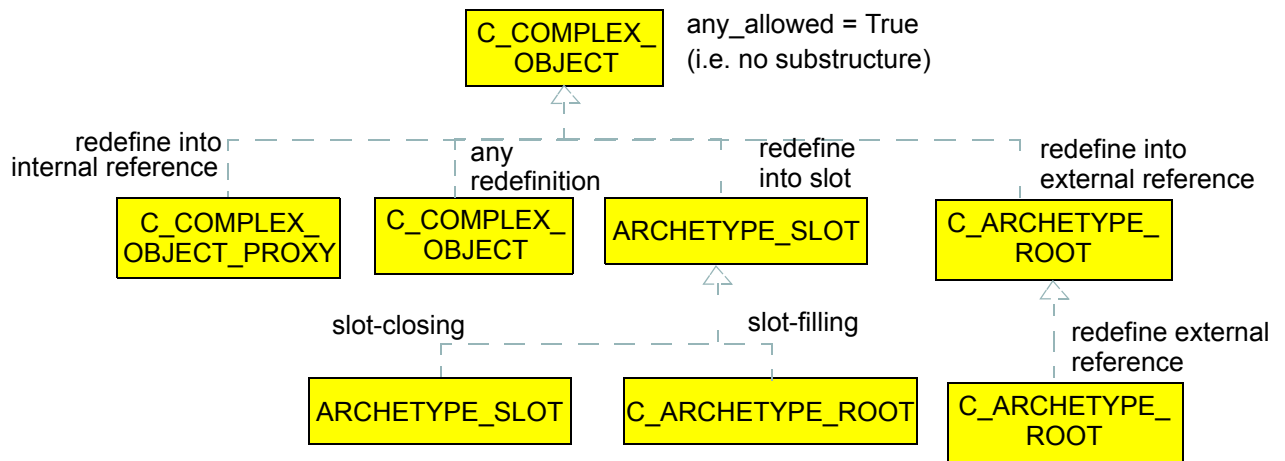 C_COMPLEX_
OBJECT
any_allowed = True
(i.e. no substructure)
redefine into
internal reference
any
redefinition
redefine
into slot
redefine into
external reference
C_COMPLEX_
OBJECT_PROXY
C_COMPLEX_
OBJECT
ARCHETYPE_SLOT
C_ARCHETYPE_
ROOT
slot-closing
slot-filling
redefine external
reference
ARCHETYPE_SLOT
C_ARCHETYPE_ROOT
C_ARCHETYPE_
ROOT